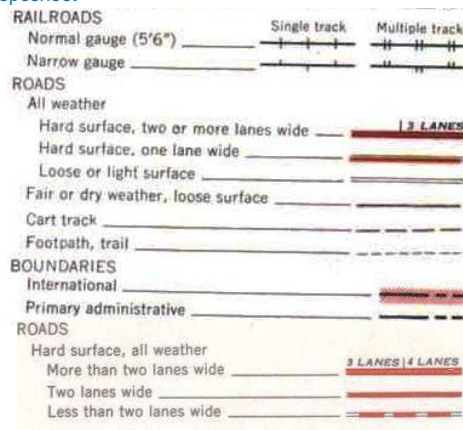 RAILROADS
Single track Multiple track
Normal gauge (5'6")
Narrow gauge
ROADS
All weather
Hard surface, two or more lanes wide 3 LANES
Hard surface, one lane wide
Loose or light surface
Fair or dry weather, loose surface
Cart track
Footpath, trail
BOUNDARIES
International
Primary administrative
ROADS
Hard surface, all weather
More than two lanes wide 3 LANES | 4 LANES
Two lanes wide
Less than two lanes wide